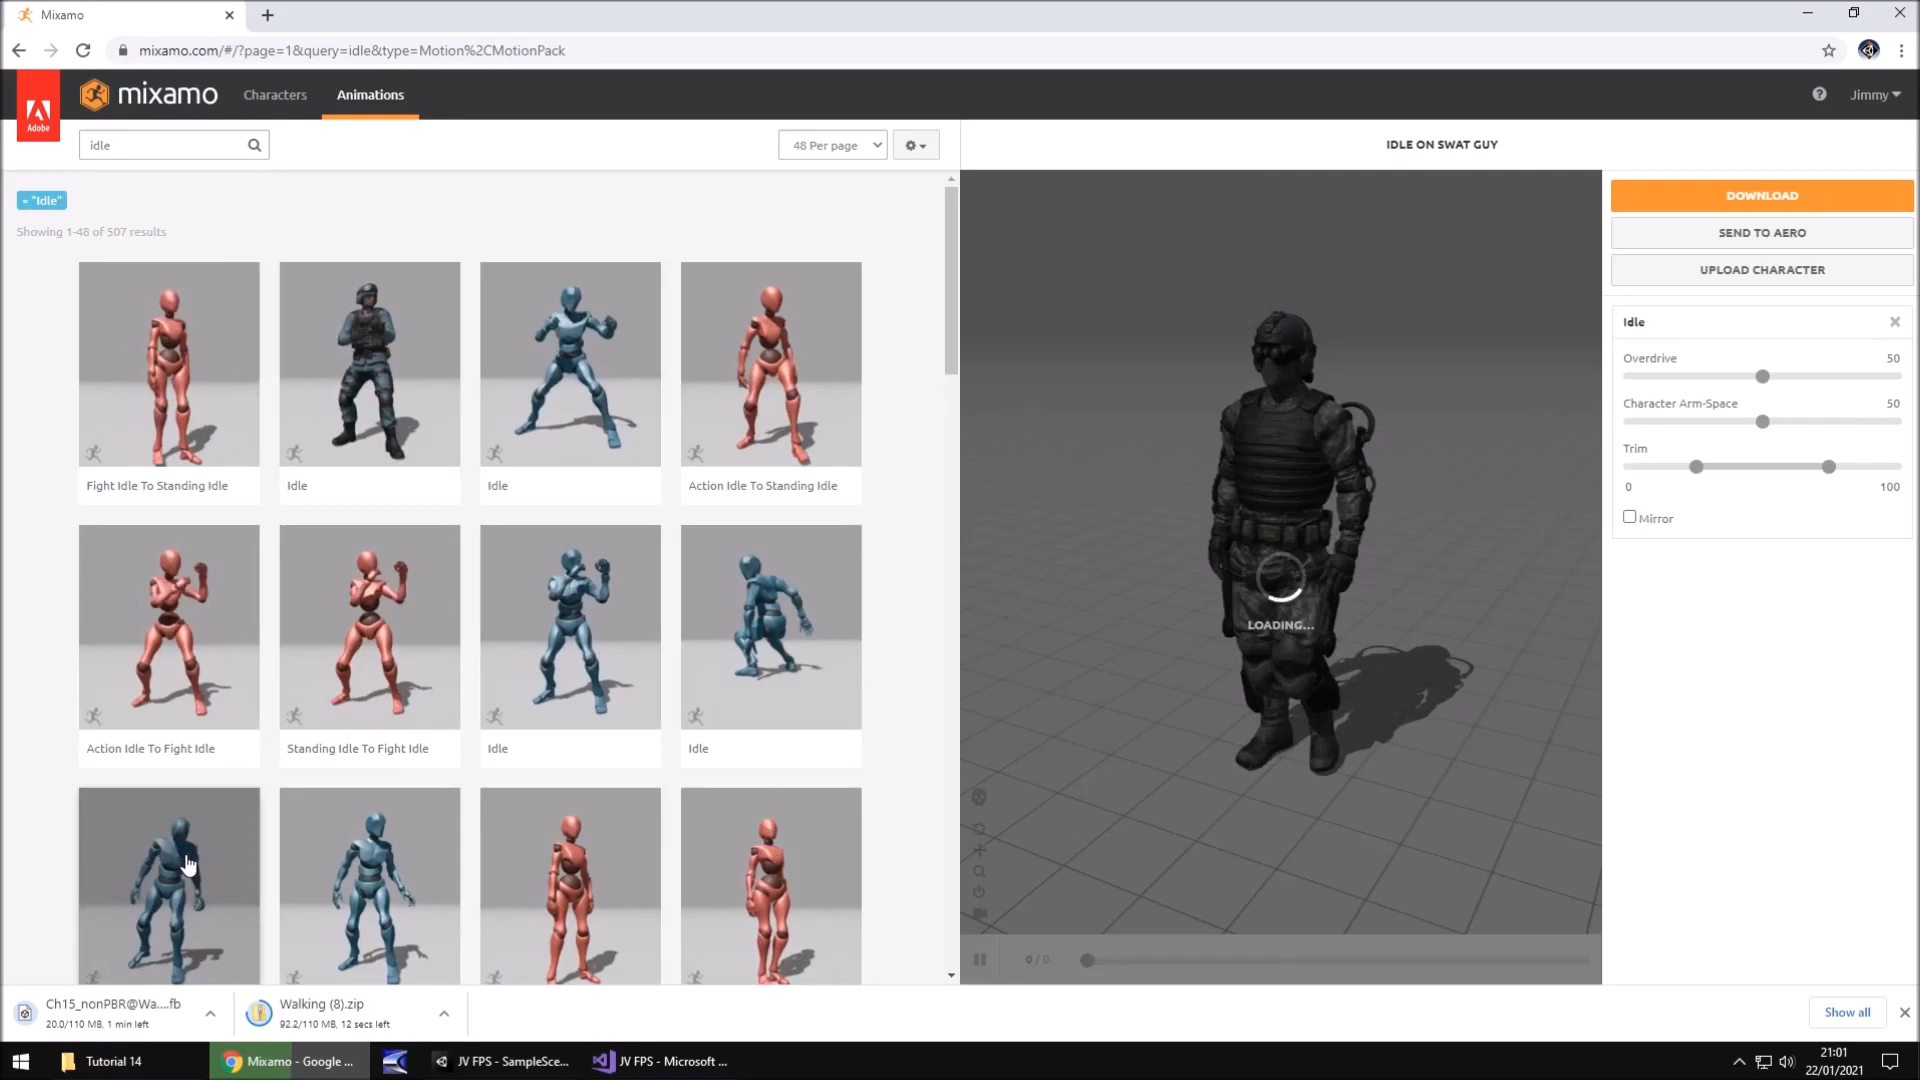 Mixamo
mixamo.com/#/?page=1&query=idle&type=Motion%2CMotionPack
Adobe
mixamo
Characters
Animations
Jimmy
idle
48 Per page
IDLE ON SWAT GUY
= "Idle"
Showing 1-48 of 507 results
DOWNLOAD
SEND TO AERO
UPLOAD CHARACTER
Idle
Overdrive 50
Character Arm-Space 50
Trim
0 100
Mirror
Fight Idle To Standing Idle
Idle
Idle
Action Idle To Standing Idle
LOADING...
Action Idle To Fight Idle
Standing Idle To Fight Idle
Idle
Idle
0 / 0
Ch15_nonPBR@Wa....fb
20.0/110 MB, 1 min left
Walking (8).zip
92.2/110 MB, 12 secs left
Show all
Tutorial 14
Mixamo - Google ...
JV FPS - SampleSce...
JV FPS - Microsoft ...
21:01
22/01/2021